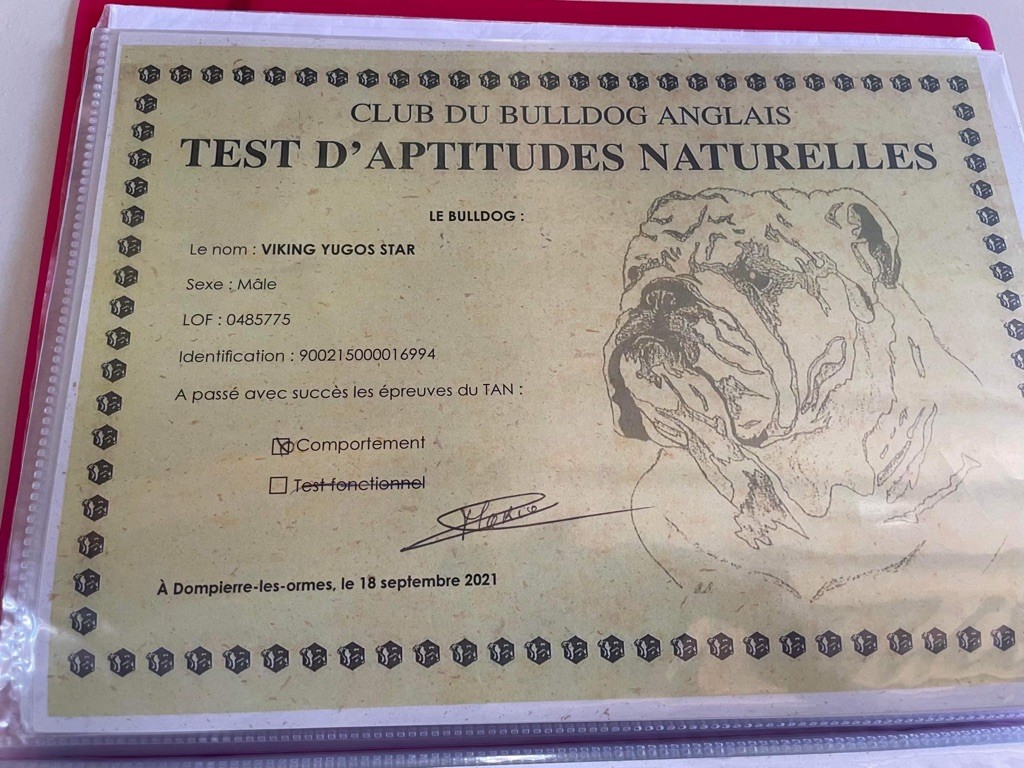 CLUB DU BULLDOG ANGLAIS
TEST D'APTITUDES NATURELLES
LE BULLDOG :
Le nom : VIKING YUGOS STAR
Sexe : Mâle
LOF : 0485775
Identification : 900215000016994
A passé avec succès les épreuves du TAN :
Comportement
Test fonctionnel
À Dompierre-les-ormes, le 18 septembre 2021